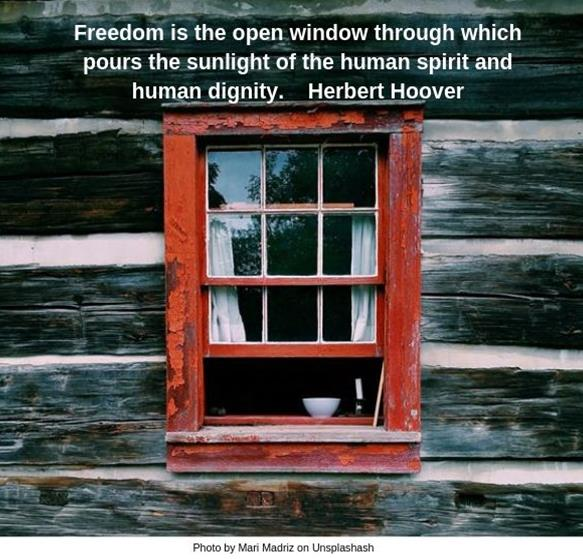 Freedom is the open window through which
pours the sunlight of the human spirit and
human dignity. Herbert Hoover
Photo by Mari Madriz on Unsplashash